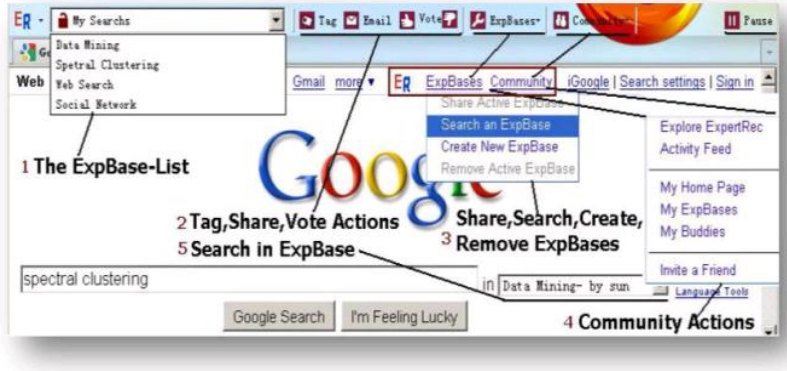 ER My Searchs Tag Email Vote ExpBases Community Pause
Data Mining
Spetral Clustering
Web Search
Social Network
Web Gmail more ▼ ER ExpBases Community iGoogle | Search settings | Sign in
Share Active ExpBase
Search an ExpBase
Create New ExpBase
Remove Active ExpBase
Explore ExpertRec
Activity Feed
My Home Page
My ExpBases
My Buddies
Invite a Friend
1 The ExpBase-List
Google
2 Tag,Share,Vote Actions
3 Share,Search,Create,
Remove ExpBases
5 Search in ExpBase
spectral clustering in Data Mining- by sun
Language Tools
Google Search I'm Feeling Lucky
4 Community Actions